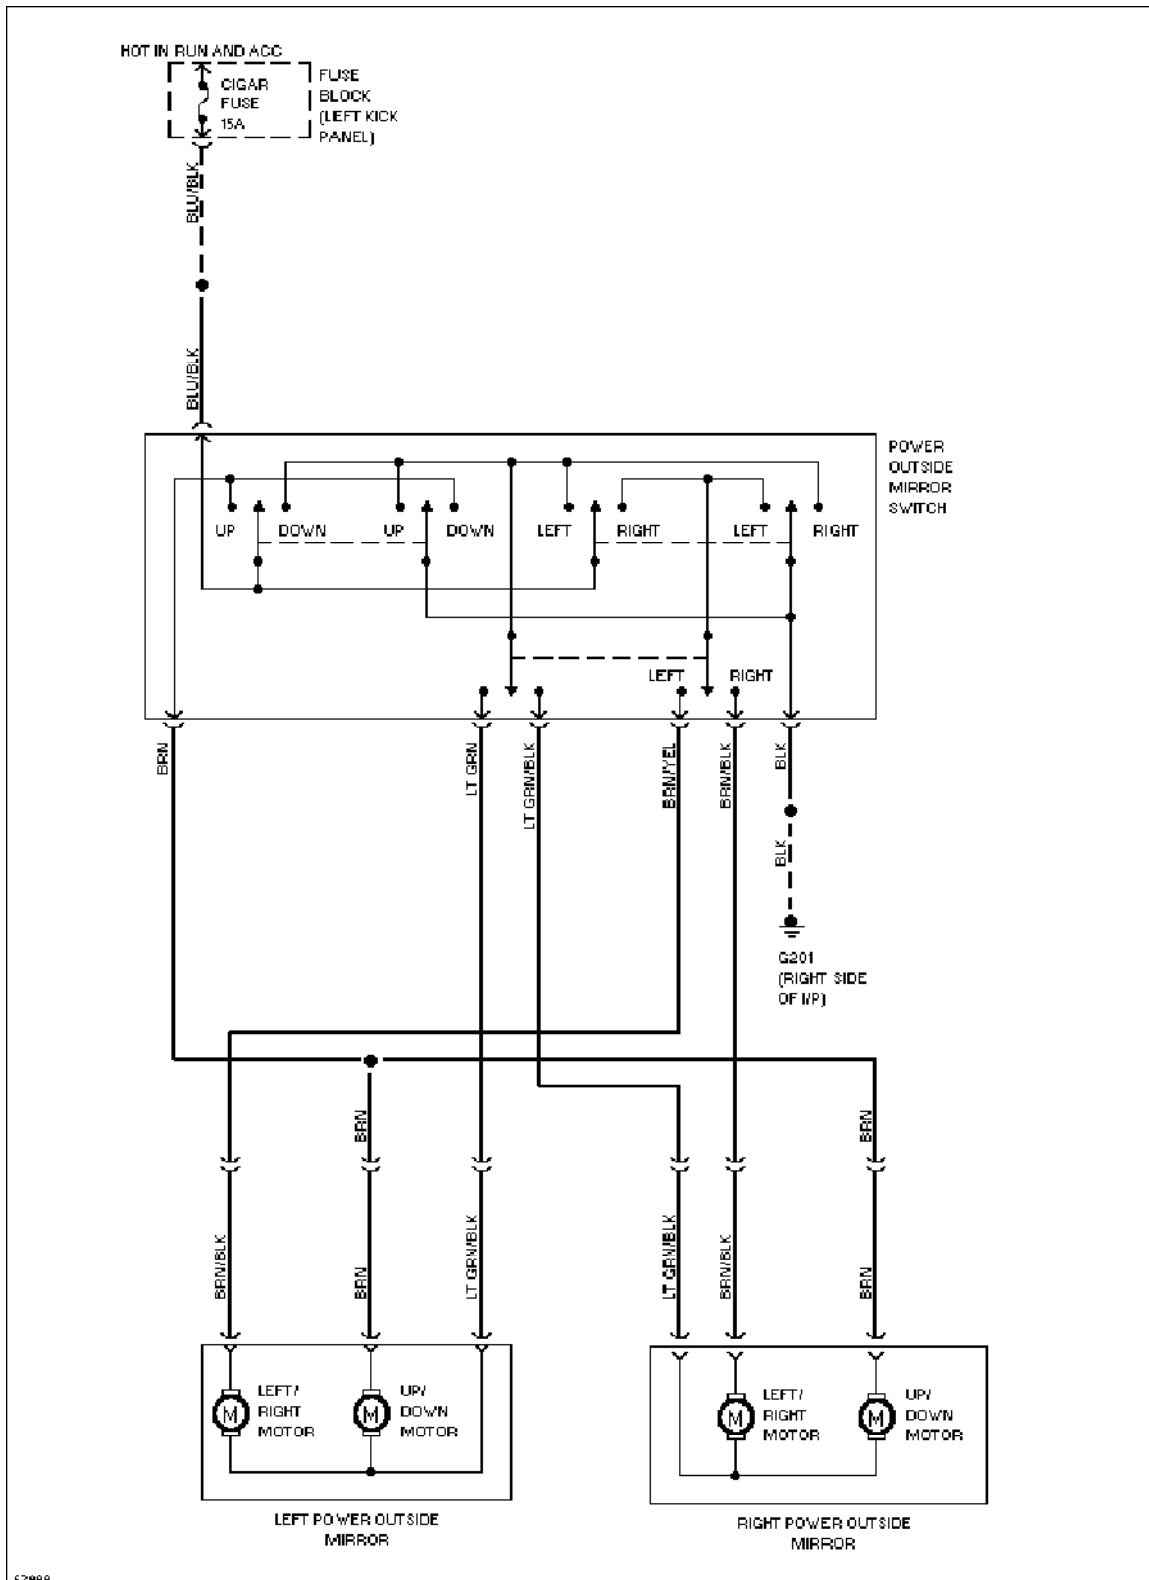 HOT IN RUN AND ACC
CIGAR
FUSE
15A
FUSE
BLOCK
(LEFT KICK
PANEL)
BLU/BLK
BLU/BLK
POWER
OUTSIDE
MIRROR
SWITCH
UP
DOWN
UP
DOWN
LEFT
RIGHT
LEFT
RIGHT
LEFT
RIGHT
BRN
LT GRN
LT GRN/BLK
BRN/YEL
BRN/BLK
BLK
BLK
G201
(RIGHT SIDE
OF I/P)
BRN
BRN
BRN/BLK
BRN
LT GRN/BLK
LT GRN/BLK
BRN/BLK
BRN
M
LEFT/
RIGHT
MOTOR
M
UP/
DOWN
MOTOR
M
LEFT/
RIGHT
MOTOR
M
UP/
DOWN
MOTOR
LEFT POWER OUTSIDE
MIRROR
RIGHT POWER OUTSIDE
MIRROR